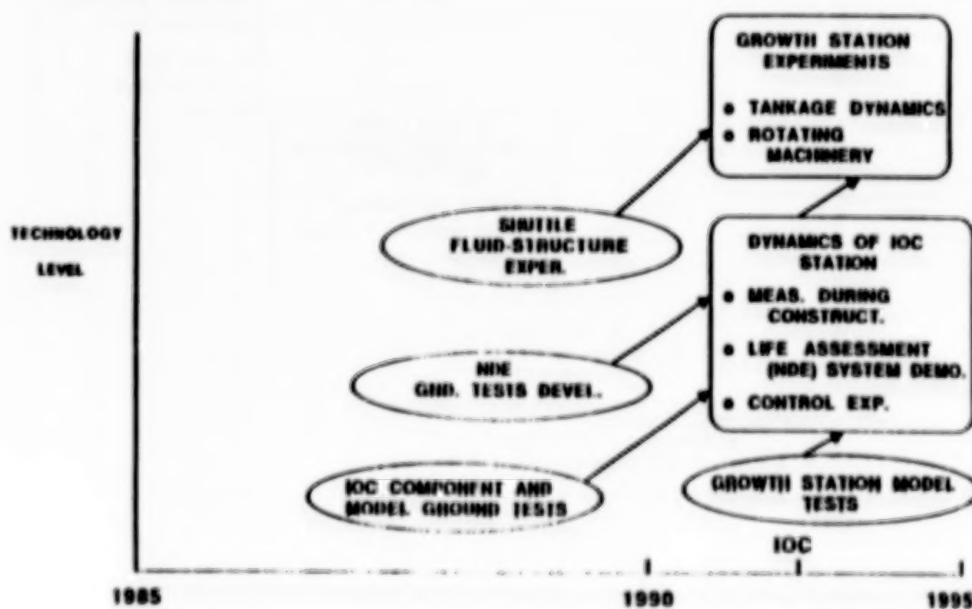 GROWTH STATION
EXPERIMENTS
● TANKAGE DYNAMICS
● ROTATING
MACHINERY
TECHNOLOGY
LEVEL
SHUTTLE
FLUID-STRUCTURE
EXPER.
DYNAMICS OF IOC
STATION
● MEAS. DURING
CONSTRUCT.
● LIFE ASSESSMENT
(NDE) SYSTEM DEMO.
● CONTROL EXP.
NDE
GND. TESTS DEVEL.
IOC COMPONENT AND
MODEL GROUND TESTS
GROWTH STATION MODEL
TESTS
IOC
1985
1990
1995